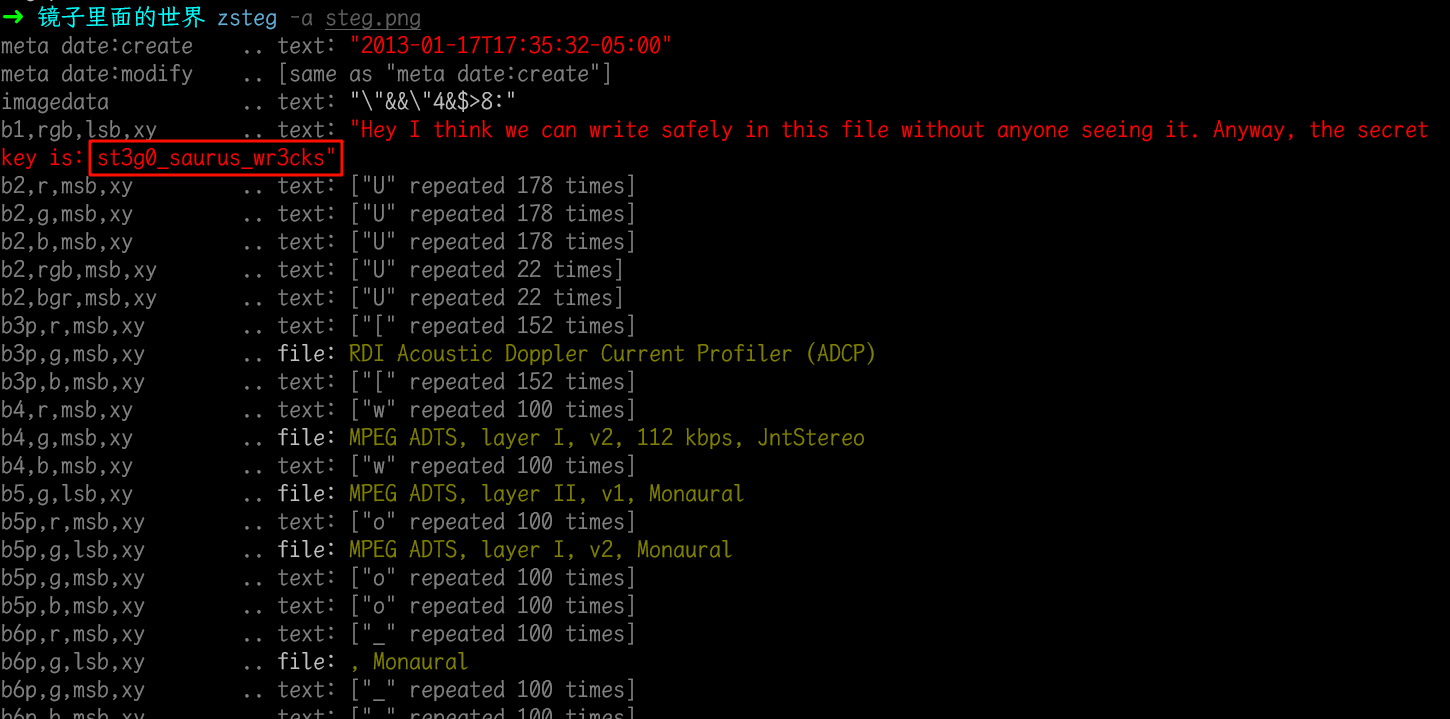 ➜ 镜子里面的世界 zsteg -a steg.png
meta date:create    .. text: "2013-01-17T17:35:32-05:00"
meta date:modify    .. [same as "meta date:create"]
imagedata           .. text: "\"&&\"4&$>8:"
b1,rgb,lsb,xy       .. text: "Hey I think we can write safely in this file without anyone seeing it. Anyway, the secret
key is: st3g0_saurus_wr3cks"
b2,r,msb,xy         .. text: ["U" repeated 178 times]
b2,g,msb,xy         .. text: ["U" repeated 178 times]
b2,b,msb,xy         .. text: ["U" repeated 178 times]
b2,rgb,msb,xy       .. text: ["U" repeated 22 times]
b2,bgr,msb,xy       .. text: ["U" repeated 22 times]
b3p,r,msb,xy        .. text: ["[" repeated 152 times]
b3p,g,msb,xy        .. file: RDI Acoustic Doppler Current Profiler (ADCP)
b3p,b,msb,xy        .. text: ["[" repeated 152 times]
b4,r,msb,xy         .. text: ["w" repeated 100 times]
b4,g,msb,xy         .. file: MPEG ADTS, layer I, v2, 112 kbps, JntStereo
b4,b,msb,xy         .. text: ["w" repeated 100 times]
b5,g,lsb,xy         .. file: MPEG ADTS, layer II, v1, Monaural
b5p,r,msb,xy        .. text: ["o" repeated 100 times]
b5p,g,lsb,xy        .. file: MPEG ADTS, layer I, v2, Monaural
b5p,g,msb,xy        .. text: ["o" repeated 100 times]
b5p,b,msb,xy        .. text: ["o" repeated 100 times]
b6p,r,msb,xy        .. text: ["_" repeated 100 times]
b6p,g,lsb,xy        .. file: , Monaural
b6p,g,msb,xy        .. text: ["_" repeated 100 times]
b6p,b,msb,xy        .. text: ["_" repeated 100 times]